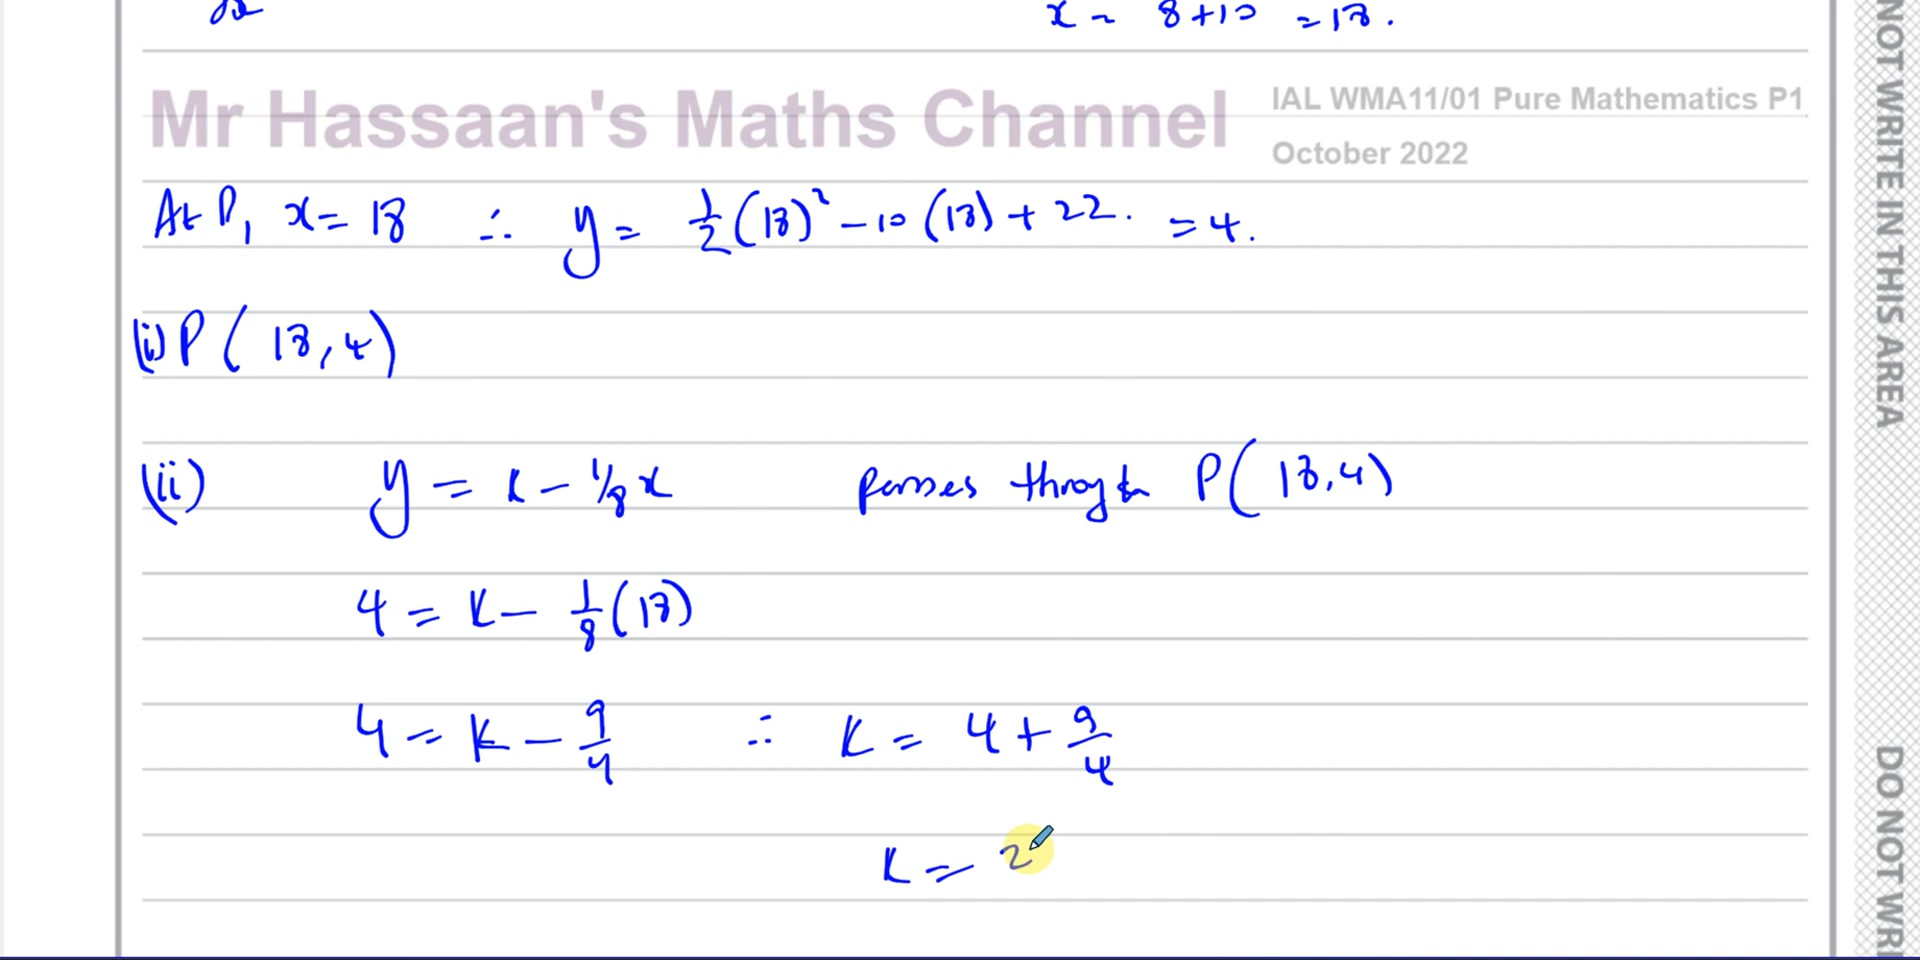 x = 8+10 = 18.
Mr Hassaan's Maths Channel
IAL WMA11/01 Pure Mathematics P1
October 2022
At P, x = 18 ∴ y = 1/2 (18)² - 10 (18) + 22. = 4.
(i) P ( 18, 4)
(ii) y = k - 1/8 x passes through P( 18, 4)
4 = k - 1/8 (18)
4 = k - 9/4 ∴ k = 4 + 9/4
k = 2
NOT WRITE IN THIS AREA
DO NOT WRI